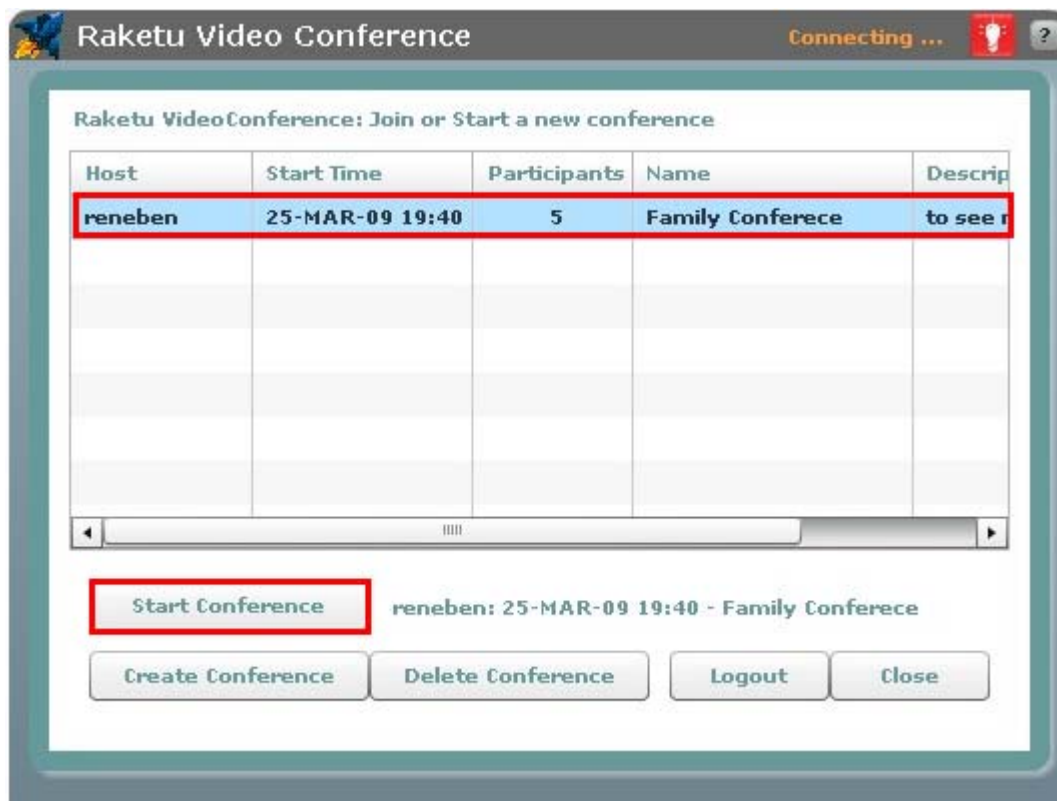 Raketu Video Conference Connecting ... ?
Raketu VideoConference: Join or Start a new conference
Host Start Time Participants Name Descrip
reneben 25-MAR-09 19:40 5 Family Conferece to see
Start Conference reneben: 25-MAR-09 19:40 - Family Conferece
Create Conference Delete Conference Logout Close